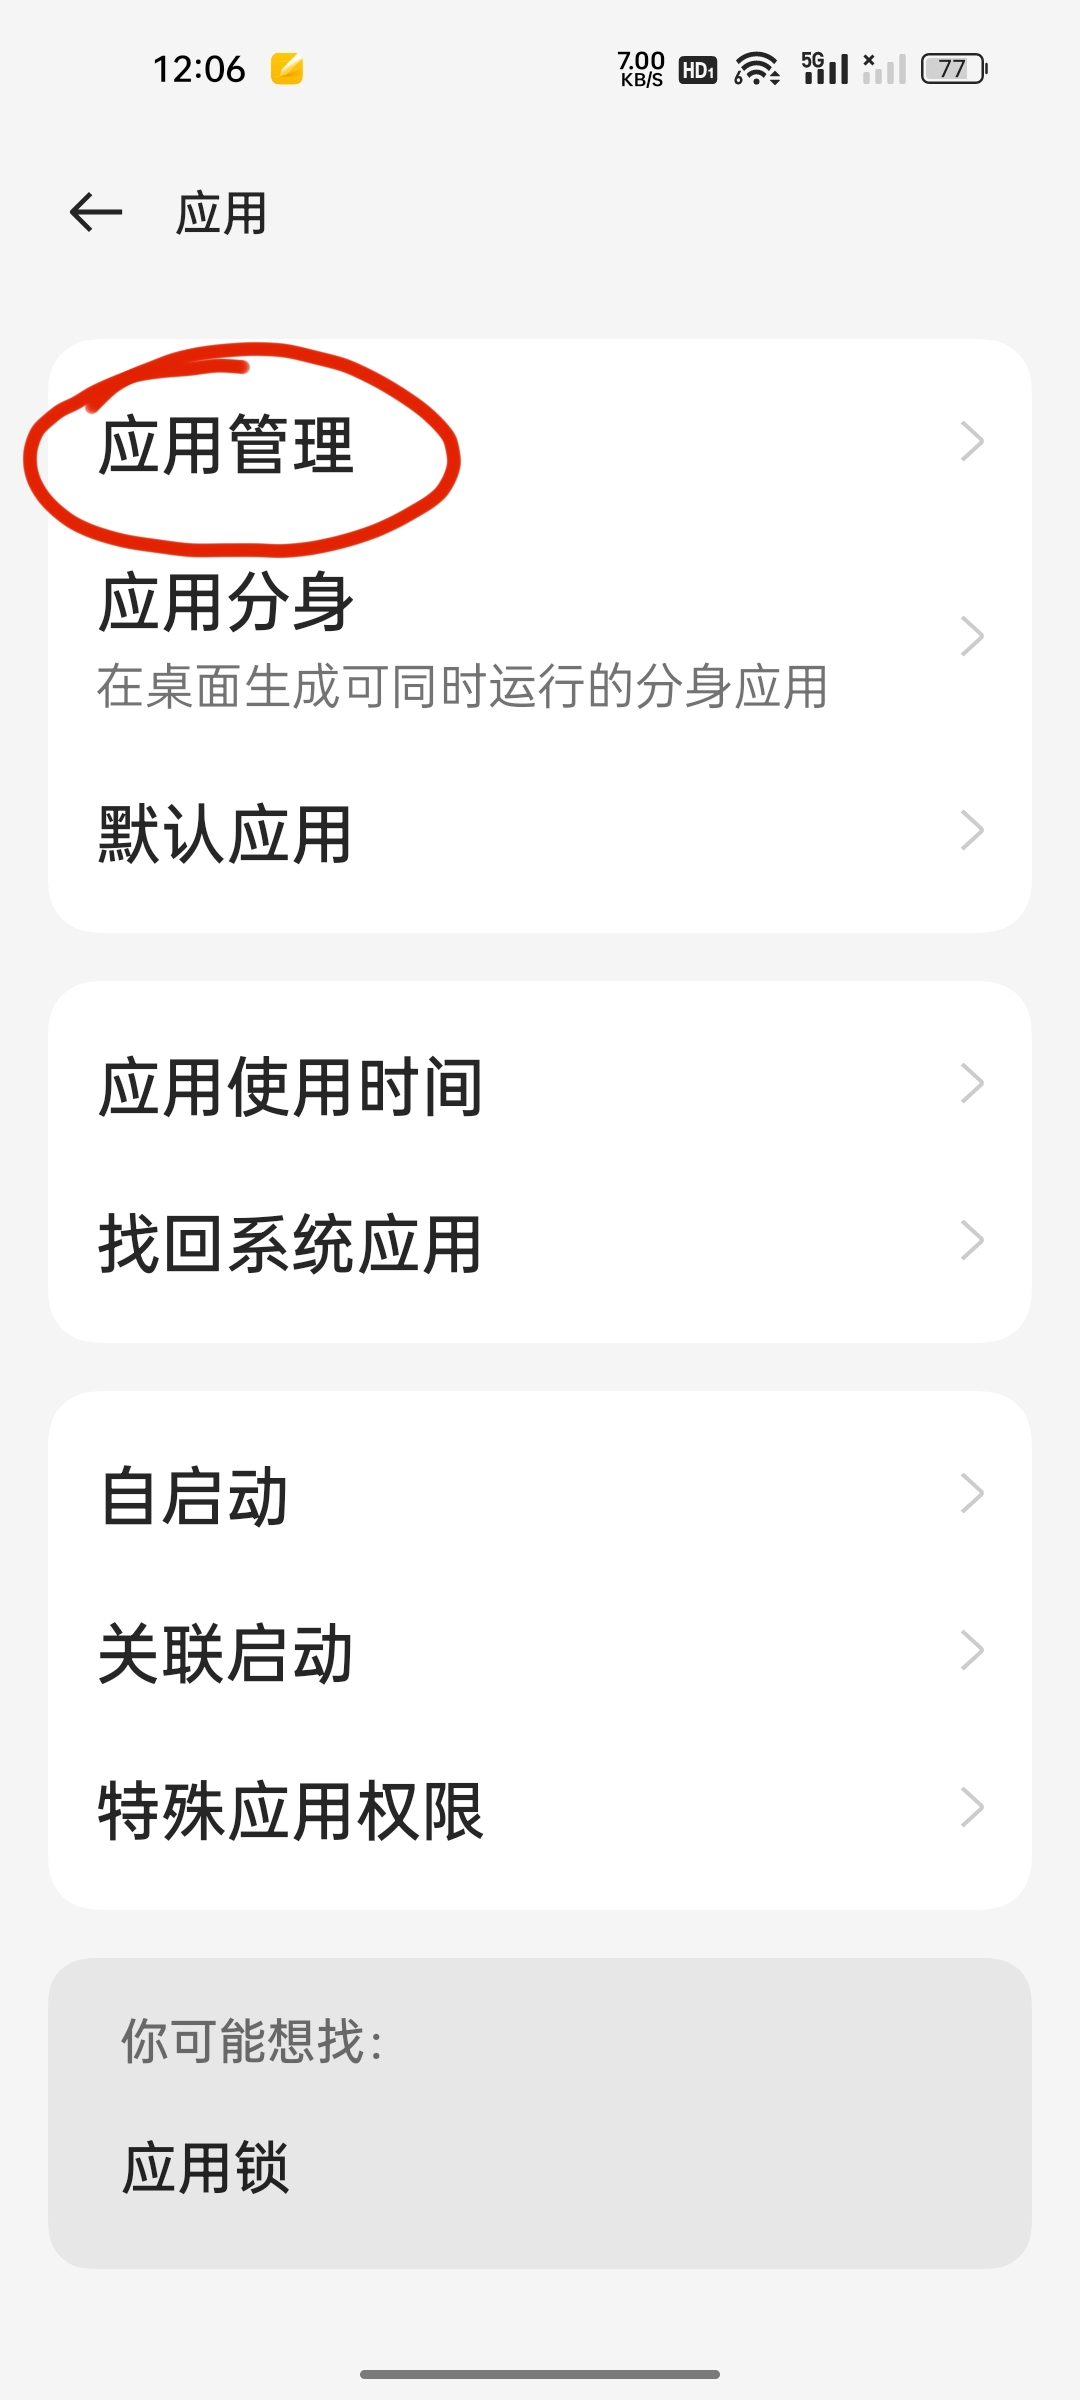 12:06 7.00 KB/S HD1 6 5G 77
应用
应用管理
应用分身
在桌面生成可同时运行的分身应用
默认应用
应用使用时间
找回系统应用
自启动
关联启动
特殊应用权限
你可能想找：
应用锁